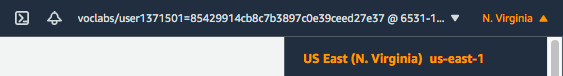 voclabs/user1371501=85429914cb8c7b3897c0e39ceed27e37 @ 6531-1... ▼ N. Virginia ▲
US East (N. Virginia) us-east-1